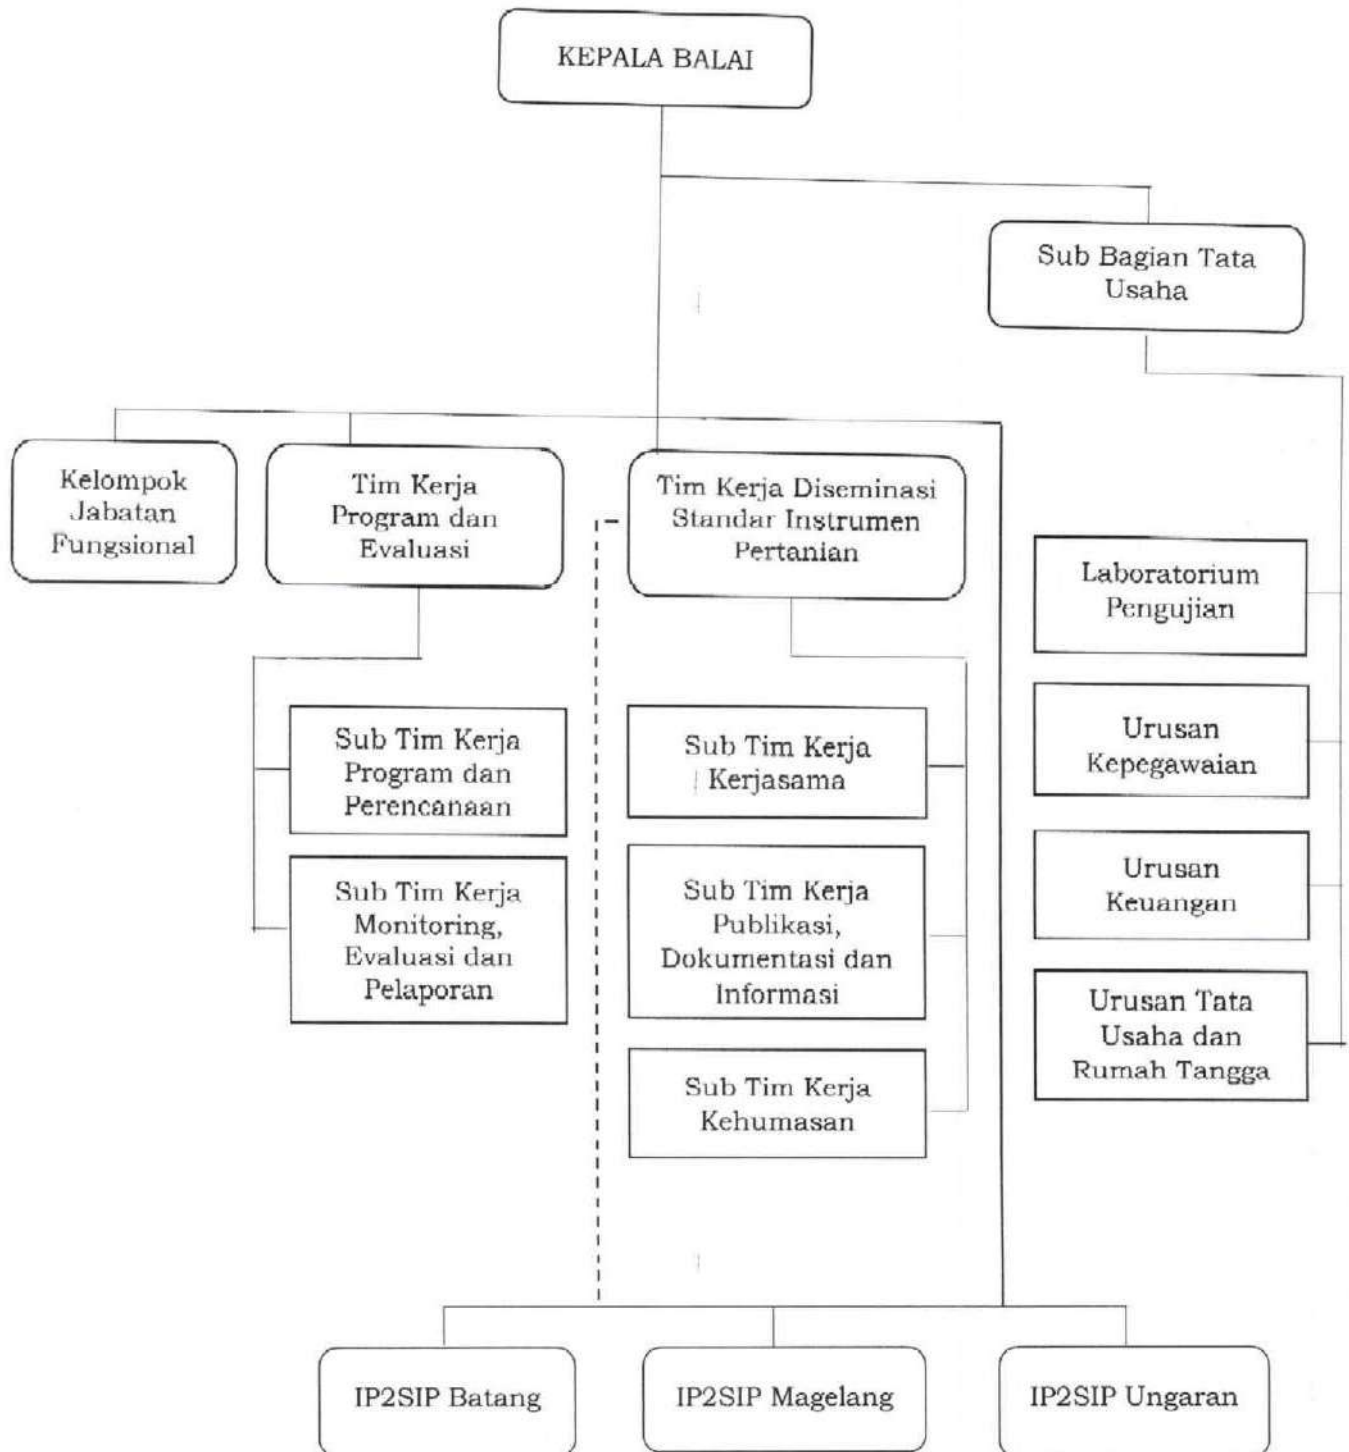 KEPALA BALAI
Sub Bagian Tata
Usaha
Kelompok
Jabatan
Fungsional
Tim Kerja
Program dan
Evaluasi
Tim Kerja Diseminasi
Standar Instrumen
Pertanian
Laboratorium
Pengujian
Urusan
Kepegawaian
Urusan
Keuangan
Urusan Tata
Usaha dan
Rumah Tangga
Sub Tim Kerja
Program dan
Perencanaan
Sub Tim Kerja
Monitoring,
Evaluasi dan
Pelaporan
Sub Tim Kerja
Kerjasama
Sub Tim Kerja
Publikasi,
Dokumentasi dan
Informasi
Sub Tim Kerja
Kehumasan
IP2SIP Batang
IP2SIP Magelang
IP2SIP Ungaran